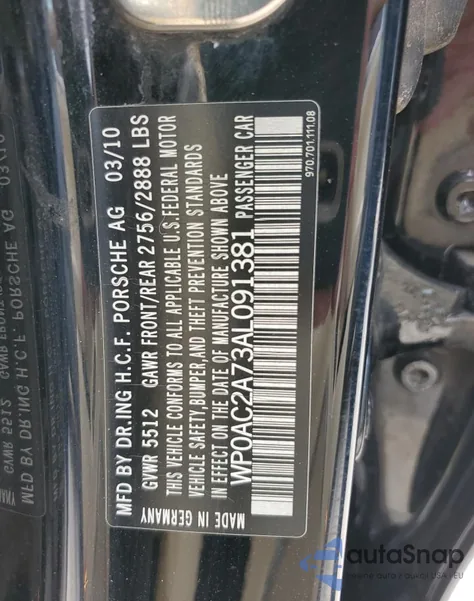 MFD BY DR.ING H.C.F. PORSCHE AG 03/10
GVWR 5512 GAWR FRONT/REAR 2756/2888 LBS
THIS VEHICLE CONFORMS TO ALL APPLICABLE U.S.FEDERAL MOTOR
VEHICLE SAFETY,BUMPER,AND THEFT PREVENTION STANDARDS
IN EFFECT ON THE DATE OF MANUFACTURE SHOWN ABOVE
WP0AC2A73AL091381 PASSENGER CAR
MADE IN GERMANY
970.701.111.08
autoSnap